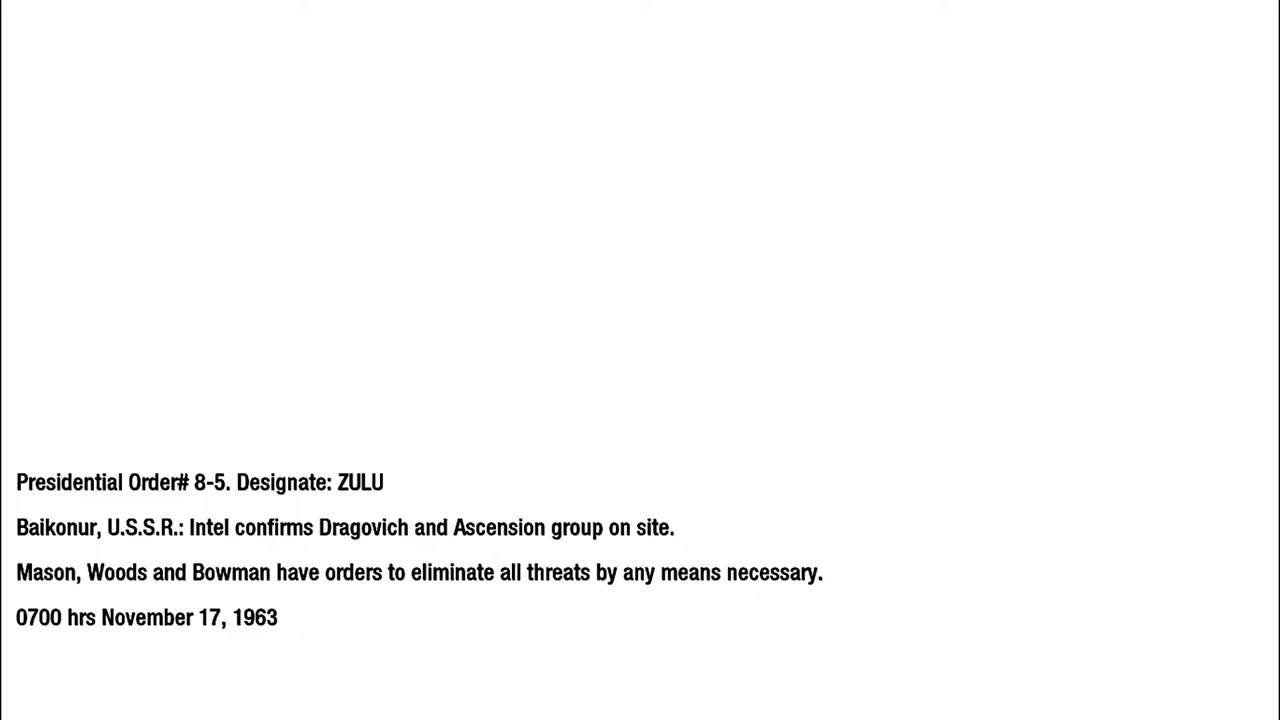 Presidential Order# 8-5. Designate: ZULU
Baikonur, U.S.S.R.: Intel confirms Dragovich and Ascension group on site.
Mason, Woods and Bowman have orders to eliminate all threats by any means necessary.
0700 hrs November 17, 1963